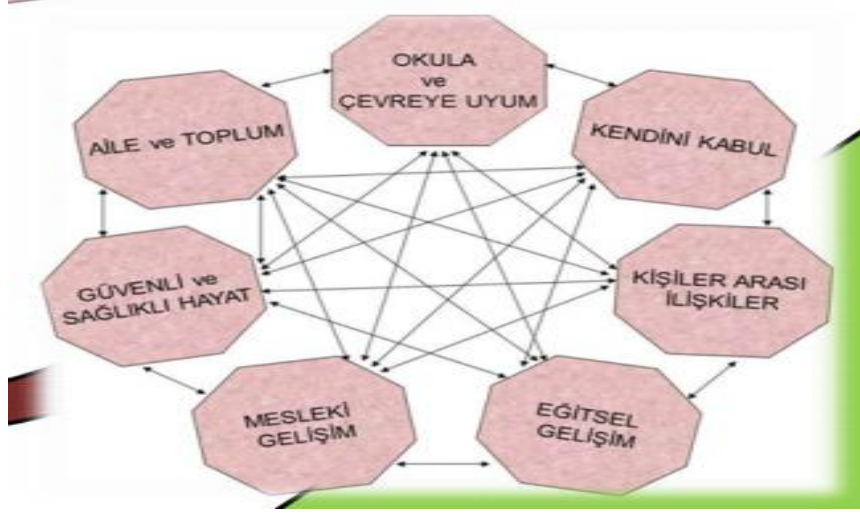 OKULA
ve
ÇEVREYE UYUM
AİLE ve TOPLUM
KENDİNİ KABUL
GÜVENLİ ve
SAĞLIKLI HAYAT
KİŞİLER ARASI
İLİŞKİLER
MESLEKİ
GELİŞİM
EĞİTSEL
GELİŞİM